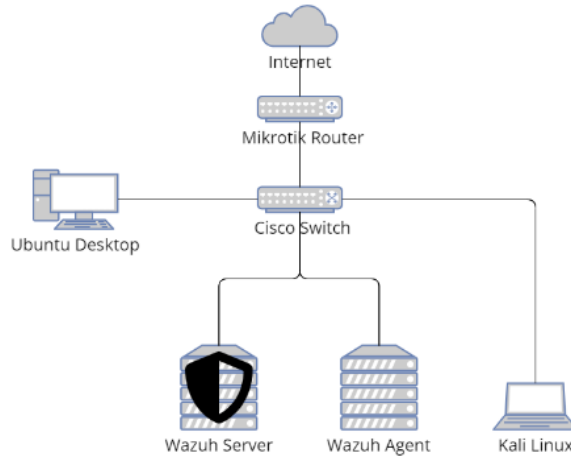 Internet
Mikrotik Router
Cisco Switch
Ubuntu Desktop
Wazuh Server
Wazuh Agent
Kali Linux